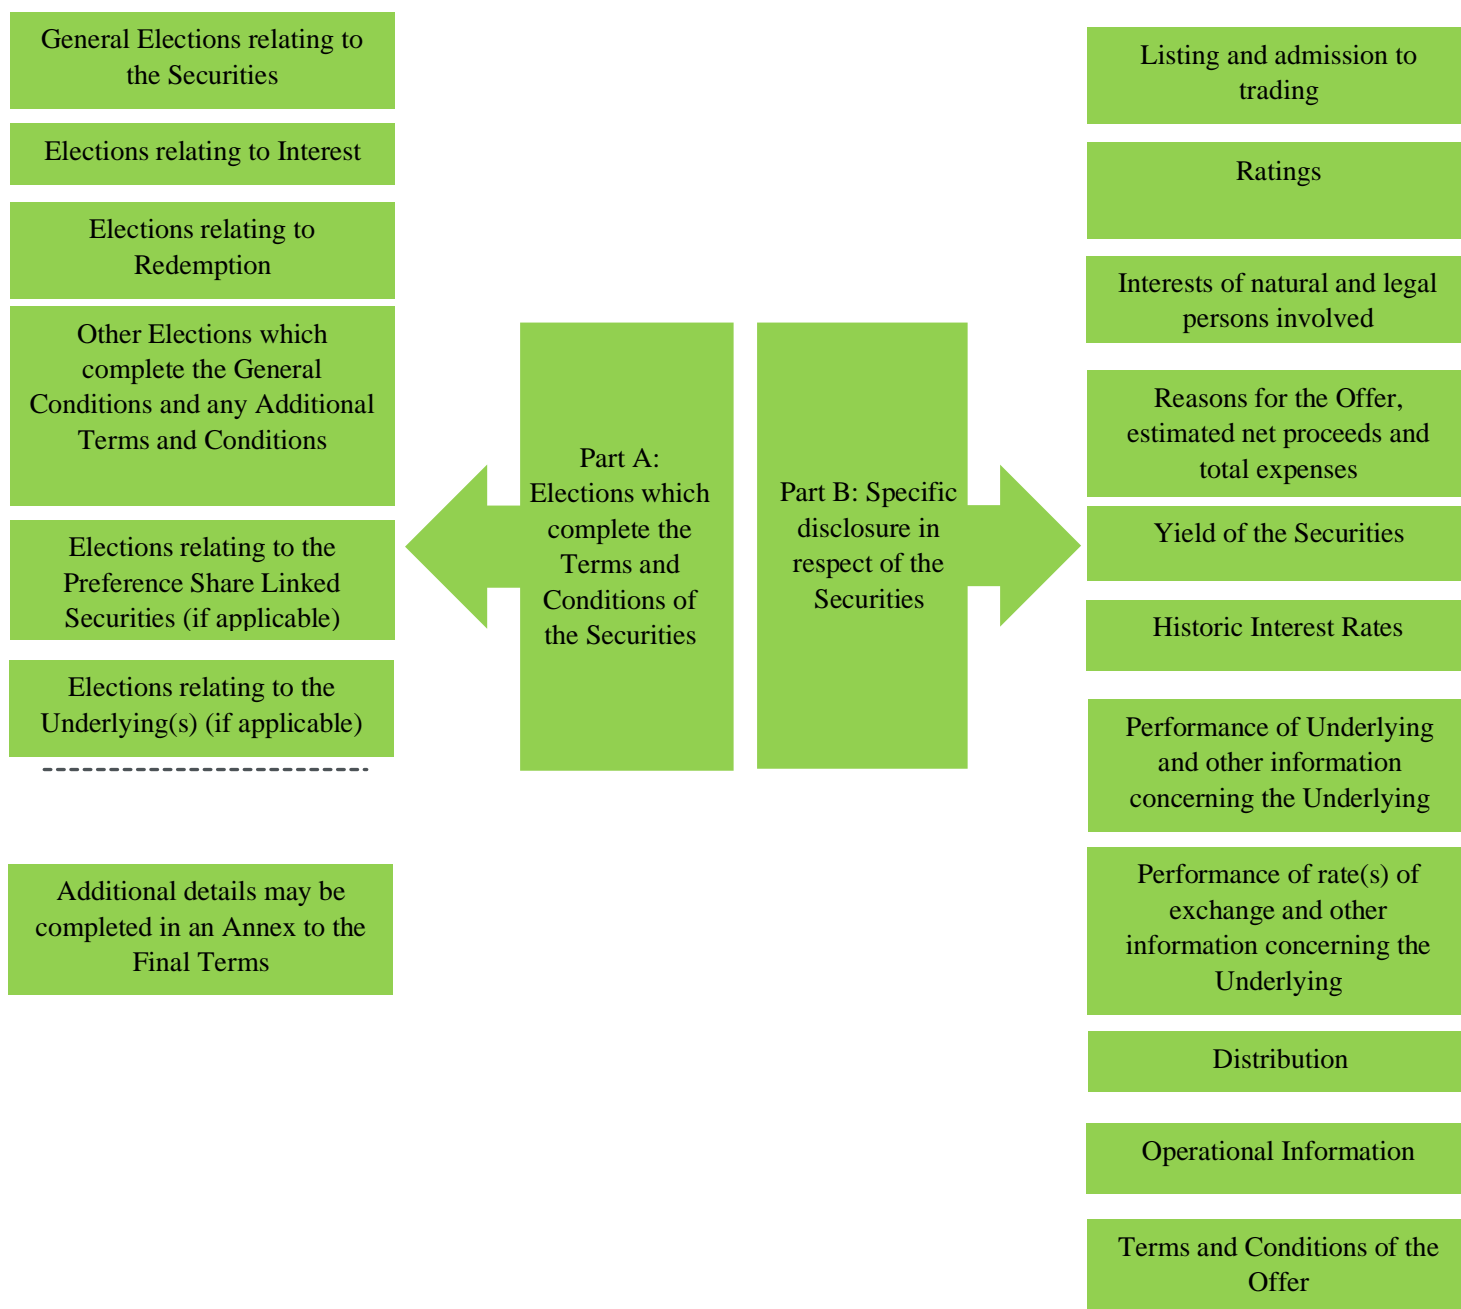 General Elections relating to
the Securities
Elections relating to Interest
Elections relating to
Redemption
Other Elections which
complete the General
Conditions and any Additional
Terms and Conditions
Elections relating to the
Preference Share Linked
Securities (if applicable)
Elections relating to the
Underlying(s) (if applicable)
Additional details may be
completed in an Annex to the
Final Terms
Part A:
Elections which
complete the
Terms and
Conditions of
the Securities
Part B: Specific
disclosure in
respect of the
Securities
Listing and admission to
trading
Ratings
Interests of natural and legal
persons involved
Reasons for the Offer,
estimated net proceeds and
total expenses
Yield of the Securities
Historic Interest Rates
Performance of Underlying
and other information
concerning the Underlying
Performance of rate(s) of
exchange and other
information concerning the
Underlying
Distribution
Operational Information
Terms and Conditions of the
Offer